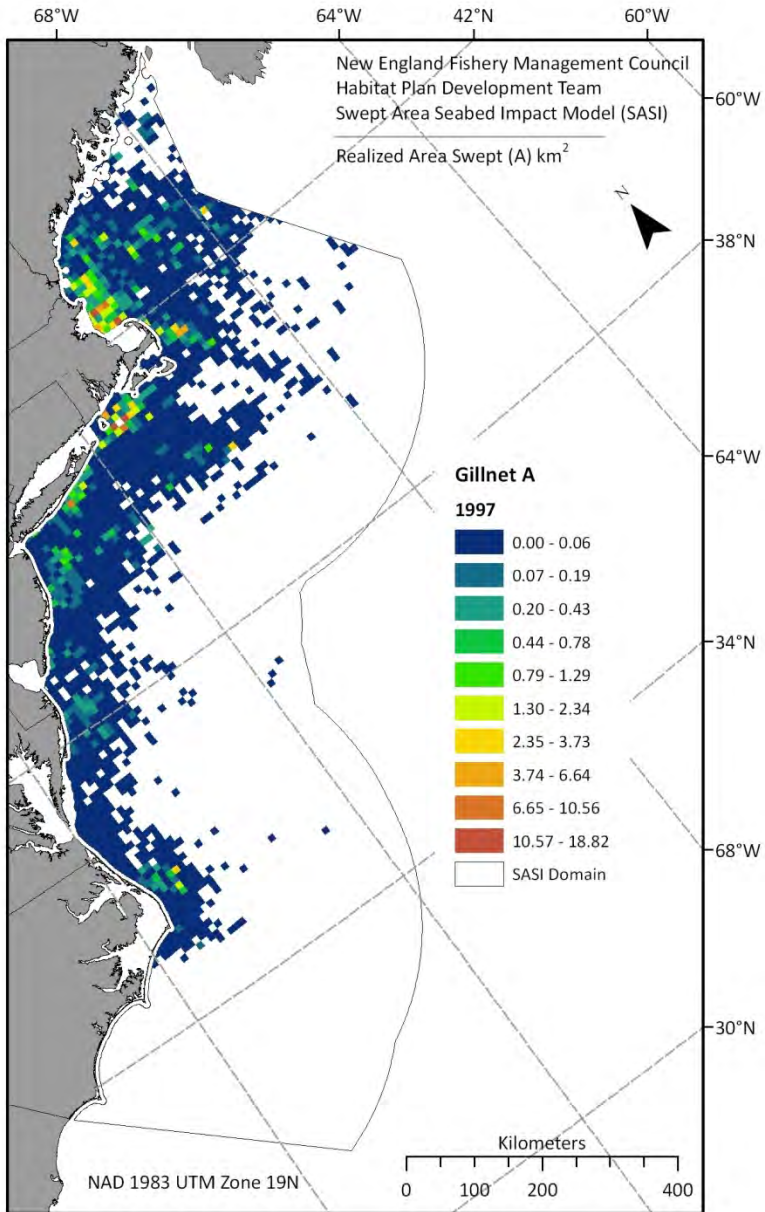 68°W 64°W 42°N 60°W
New England Fishery Management Council
Habitat Plan Development Team
Swept Area Seabed Impact Model (SASI)
Realized Area Swept (A) km²
60°W
N
38°N
64°W
Gillnet A
1997
0.00 - 0.06
0.07 - 0.19
0.20 - 0.43
0.44 - 0.78
0.79 - 1.29
1.30 - 2.34
2.35 - 3.73
3.74 - 6.64
6.65 - 10.56
10.57 - 18.82
SASI Domain
34°N
68°W
30°N
Kilometers
0 100 200 300 400
NAD 1983 UTM Zone 19N